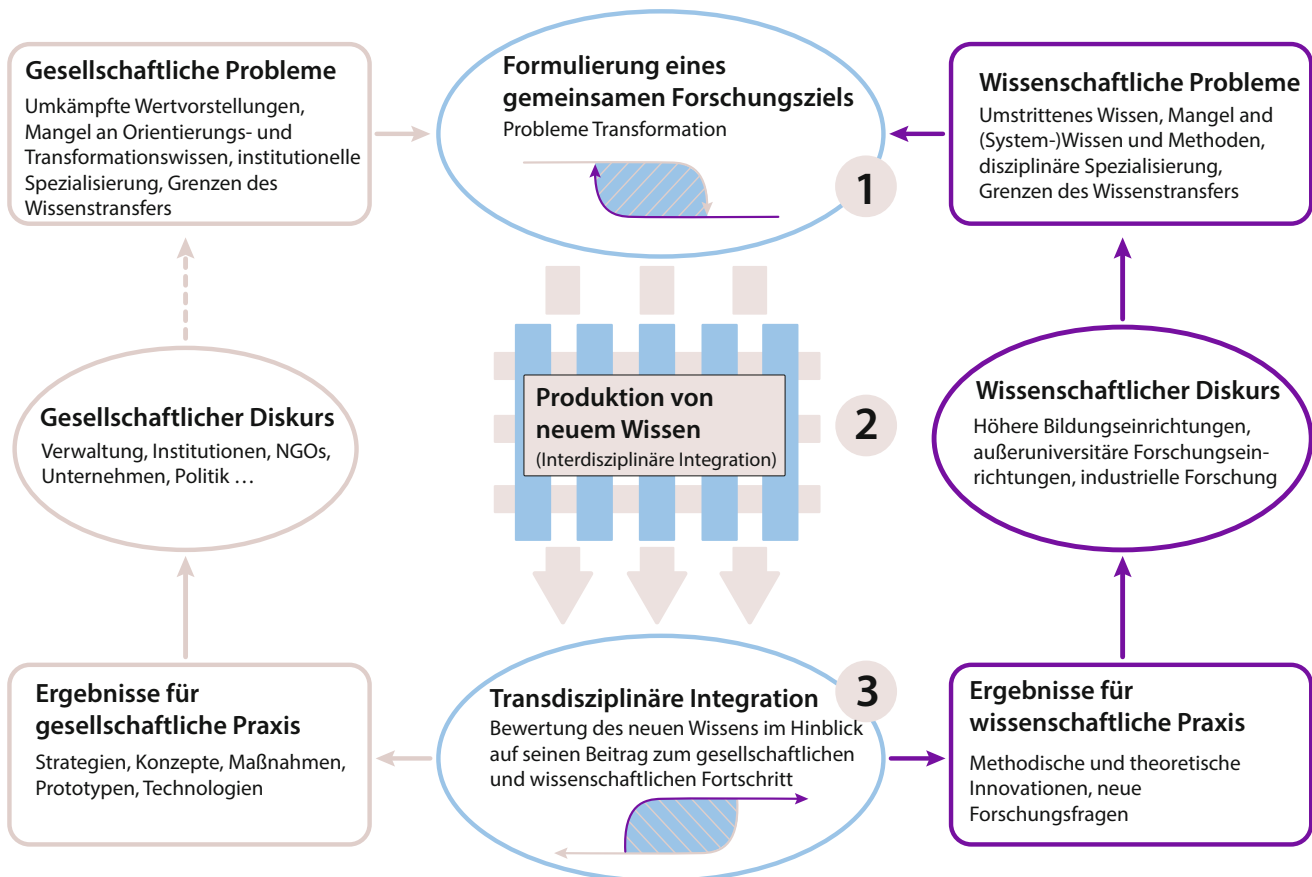 Gesellschaftliche Probleme
Umkämpfte Wertvorstellungen,
Mangel an Orientierungs- und
Transformationswissen, institutionelle
Spezialisierung, Grenzen des
Wissenstransfers
Formulierung eines
gemeinsamen Forschungsziels
Probleme Transformation
1
Wissenschaftliche Probleme
Umstrittenes Wissen, Mangel and
(System-)Wissen und Methoden,
disziplinäre Spezialisierung,
Grenzen des Wissenstransfers
Gesellschaftlicher Diskurs
Verwaltung, Institutionen, NGOs,
Unternehmen, Politik …
Produktion von
neuem Wissen
(Interdisziplinäre Integration)
2
Wissenschaftlicher Diskurs
Höhere Bildungseinrichtungen,
außeruniversitäre Forschungsein-
richtungen, industrielle Forschung
Ergebnisse für
gesellschaftliche Praxis
Strategien, Konzepte, Maßnahmen,
Prototypen, Technologien
3
Transdisziplinäre Integration
Bewertung des neuen Wissens im Hinblick
auf seinen Beitrag zum gesellschaftlichen
und wissenschaftlichen Fortschritt
Ergebnisse für
wissenschaftliche Praxis
Methodische und theoretische
Innovationen, neue
Forschungsfragen